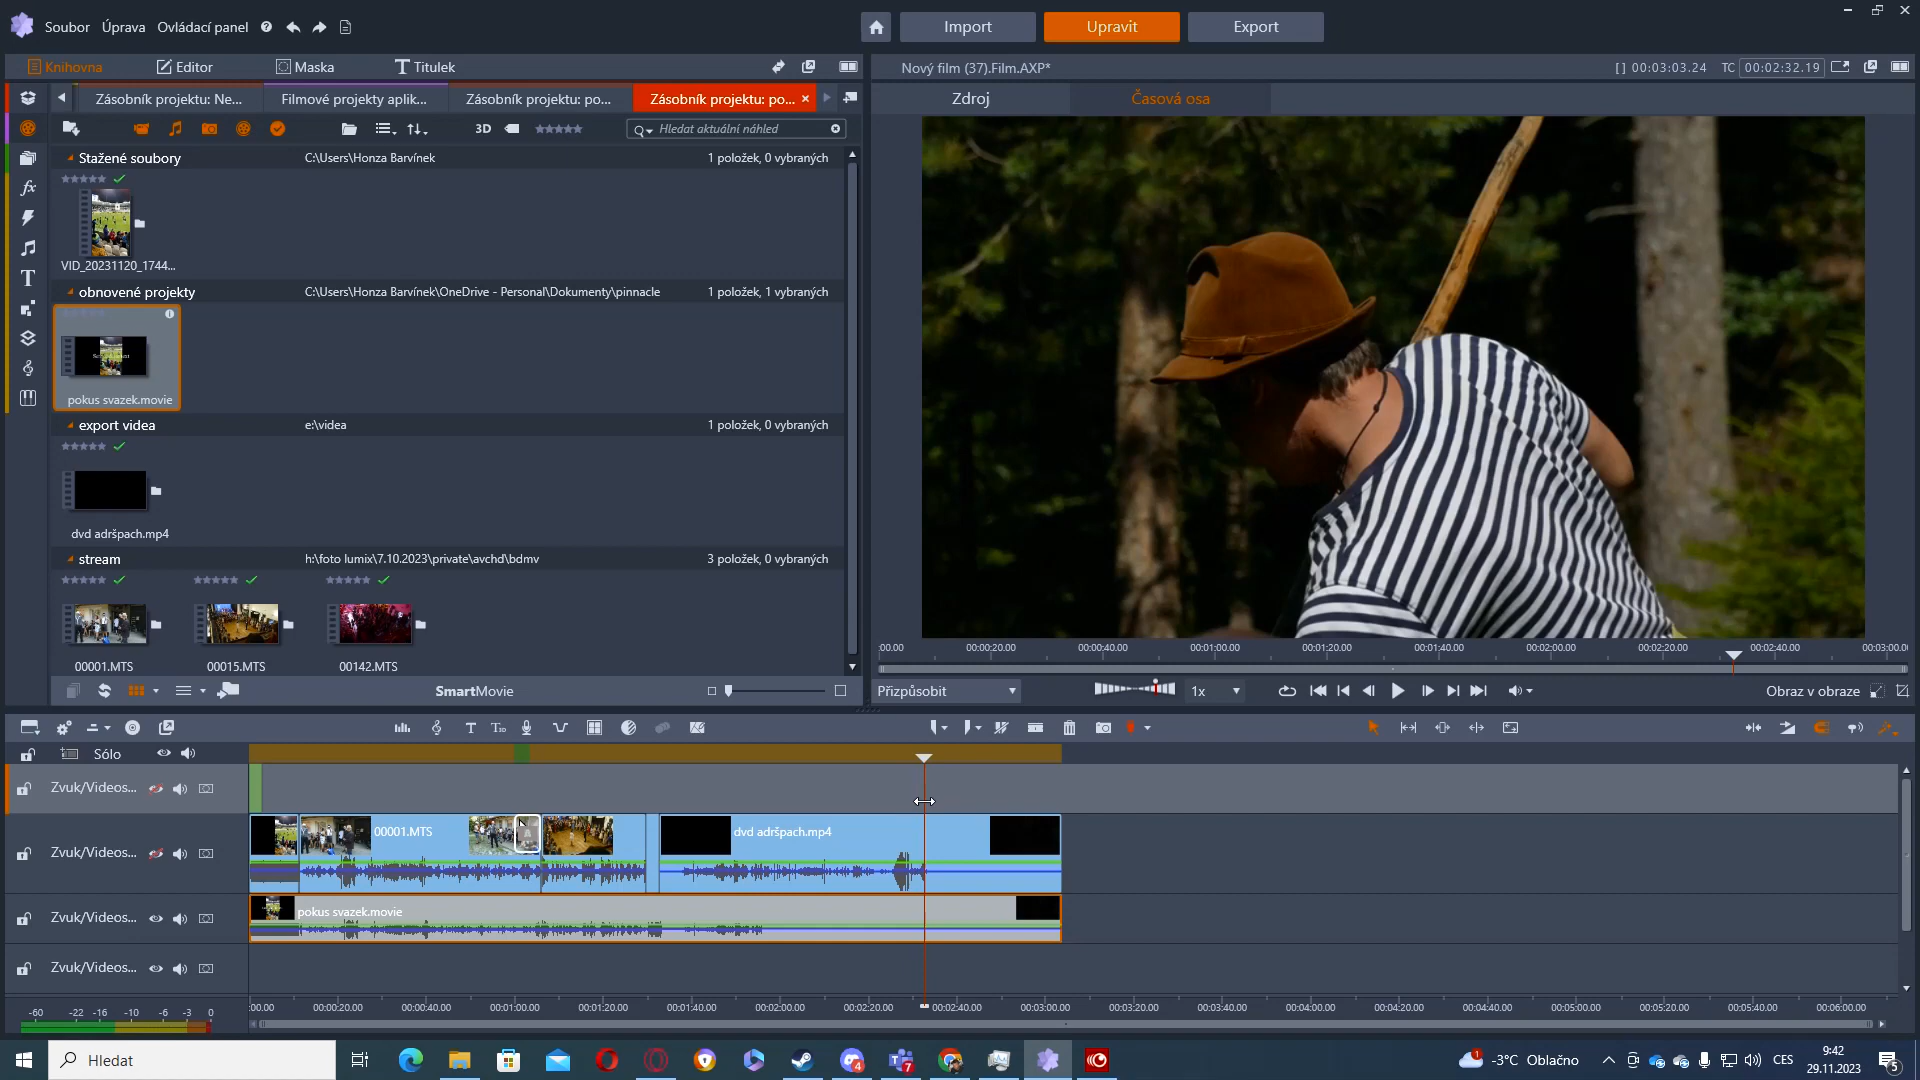 Soubor Úprava Ovládací panel
Import Upravit Export
Knihovna Editor Maska Titulek
Nový film (37).Film.AXP*
[ ] 00:03:03.24 TC 00:02:32.19
Zásobník projektu: Ne... Filmové projekty aplik... Zásobník projektu: po... Zásobník projektu: po...
Zdroj Časová osa
3D Hledat aktuální náhled
Stažené soubory C:\Users\Honza Barvínek 1 položek, 0 vybraných
VID_20231120_1744...
obnovené projekty C:\Users\Honza Barvínek\OneDrive - Personal\Dokumenty\pinnacle 1 položek, 1 vybraných
pokus svazek.movie
export videa e:\videa 1 položek, 0 vybraných
dvd adršpach.mp4
stream h:\foto lumix\7.10.2023\private\avchd\bdmv 3 položek, 0 vybraných
00001.MTS 00015.MTS 00142.MTS
:00.00 00:00:20.00 00:00:40.00 00:01:00.00 00:01:20.00 00:01:40.00 00:02:00.00 00:02:20.00 00:02:40.00 00:03:00.0
SmartMovie
Přizpůsobit 1x Obraz v obraze
Sólo
Zvuk/Videos...
Zvuk/Videos... 00001.MTS dvd adršpach.mp4
Zvuk/Videos... pokus svazek.movie
Zvuk/Videos...
:00.00 00:00:20.00 00:00:40.00 00:01:00.00 00:01:20.00 00:01:40.00 00:02:00.00 00:02:20.00 00:02:40.00 00:03:00.00 00:03:20.00 00:03:40.00 00:04:00.00 00:04:20.00 00:04:40.00 00:05:00.00 00:05:20.00 00:05:40.00 00:06:00.00
-60 -22 -16 -10 -6 -3 0
Hledat
4 7 1 -3°C Oblačno CES 9:42
29.11.2023 5